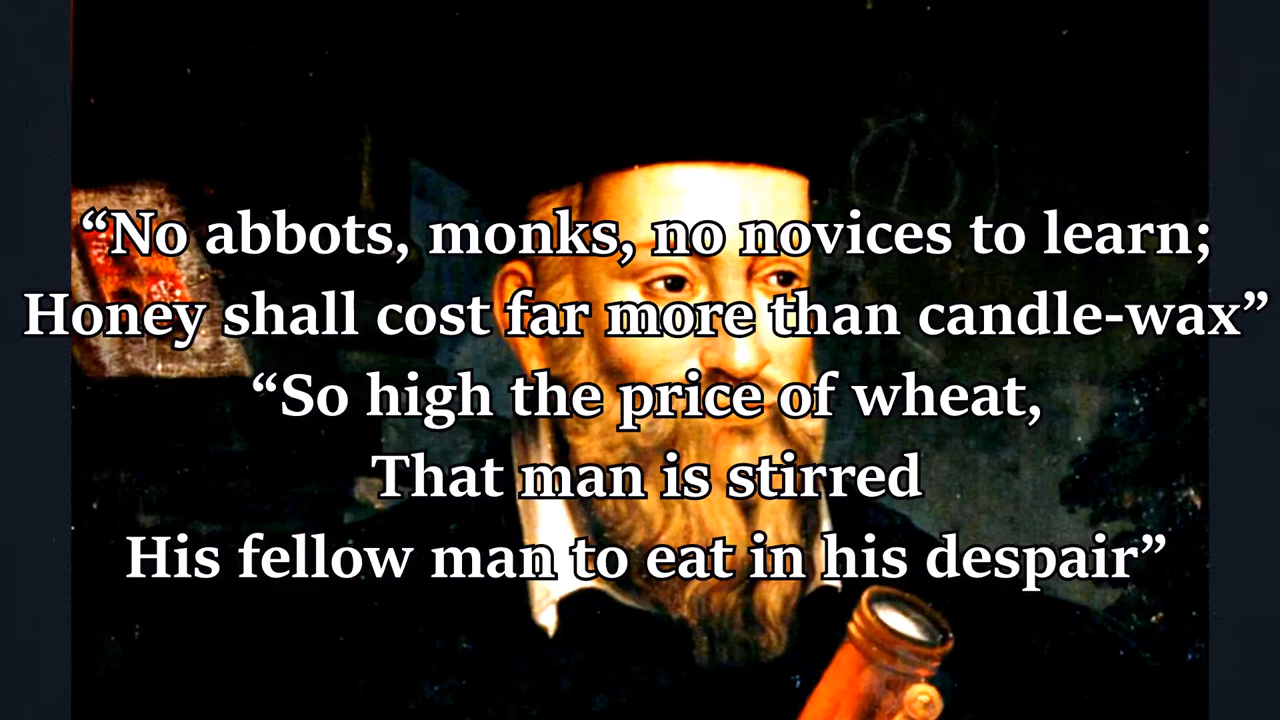 “No abbots, monks, no novices to learn;
Honey shall cost far more than candle-wax”
“So high the price of wheat,
That man is stirred
His fellow man to eat in his despair”